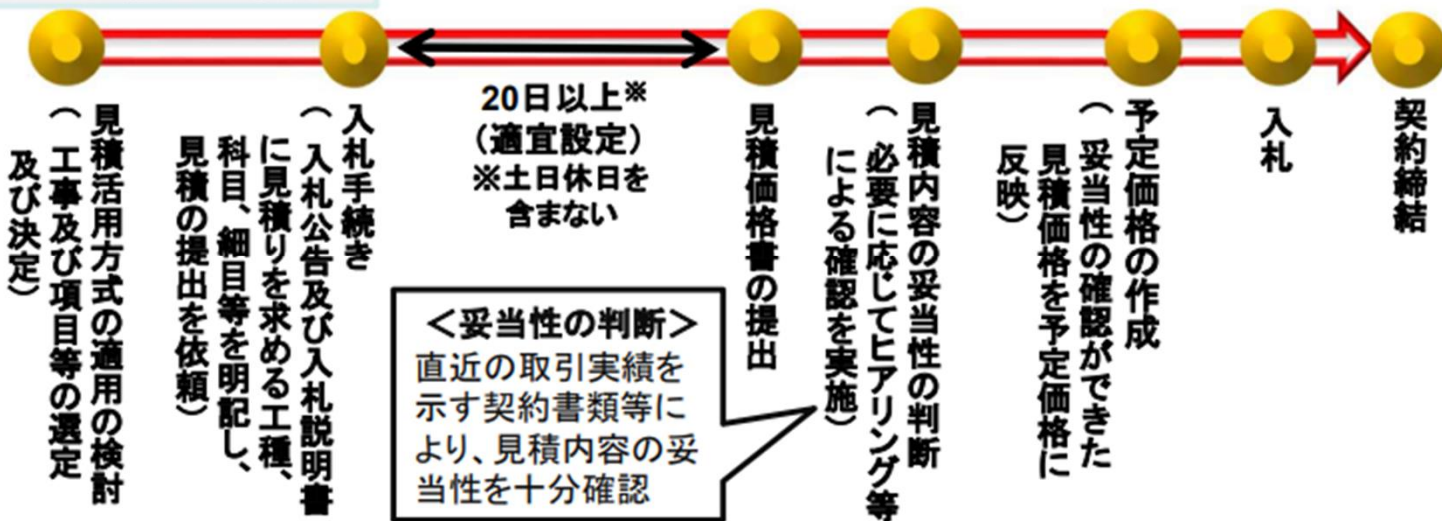 見積活用方式の適用の検討
（工事及び項目等の選定
及び決定）
入札手続き
（入札公告及び入札説明書
に見積りを求める工種、
科目、細目等を明記し、
見積の提出を依頼）
20日以上※
（適宜設定）
※土日休日を
含まない
見積価格書の提出
見積内容の妥当性の判断
（必要に応じてヒアリング等
による確認を実施）
＜妥当性の判断＞
直近の取引実績を
示す契約書類等に
より、見積内容の妥
当性を十分確認
予定価格の作成
（妥当性の確認ができた
見積価格を予定価格に
反映）
入札
契約締結